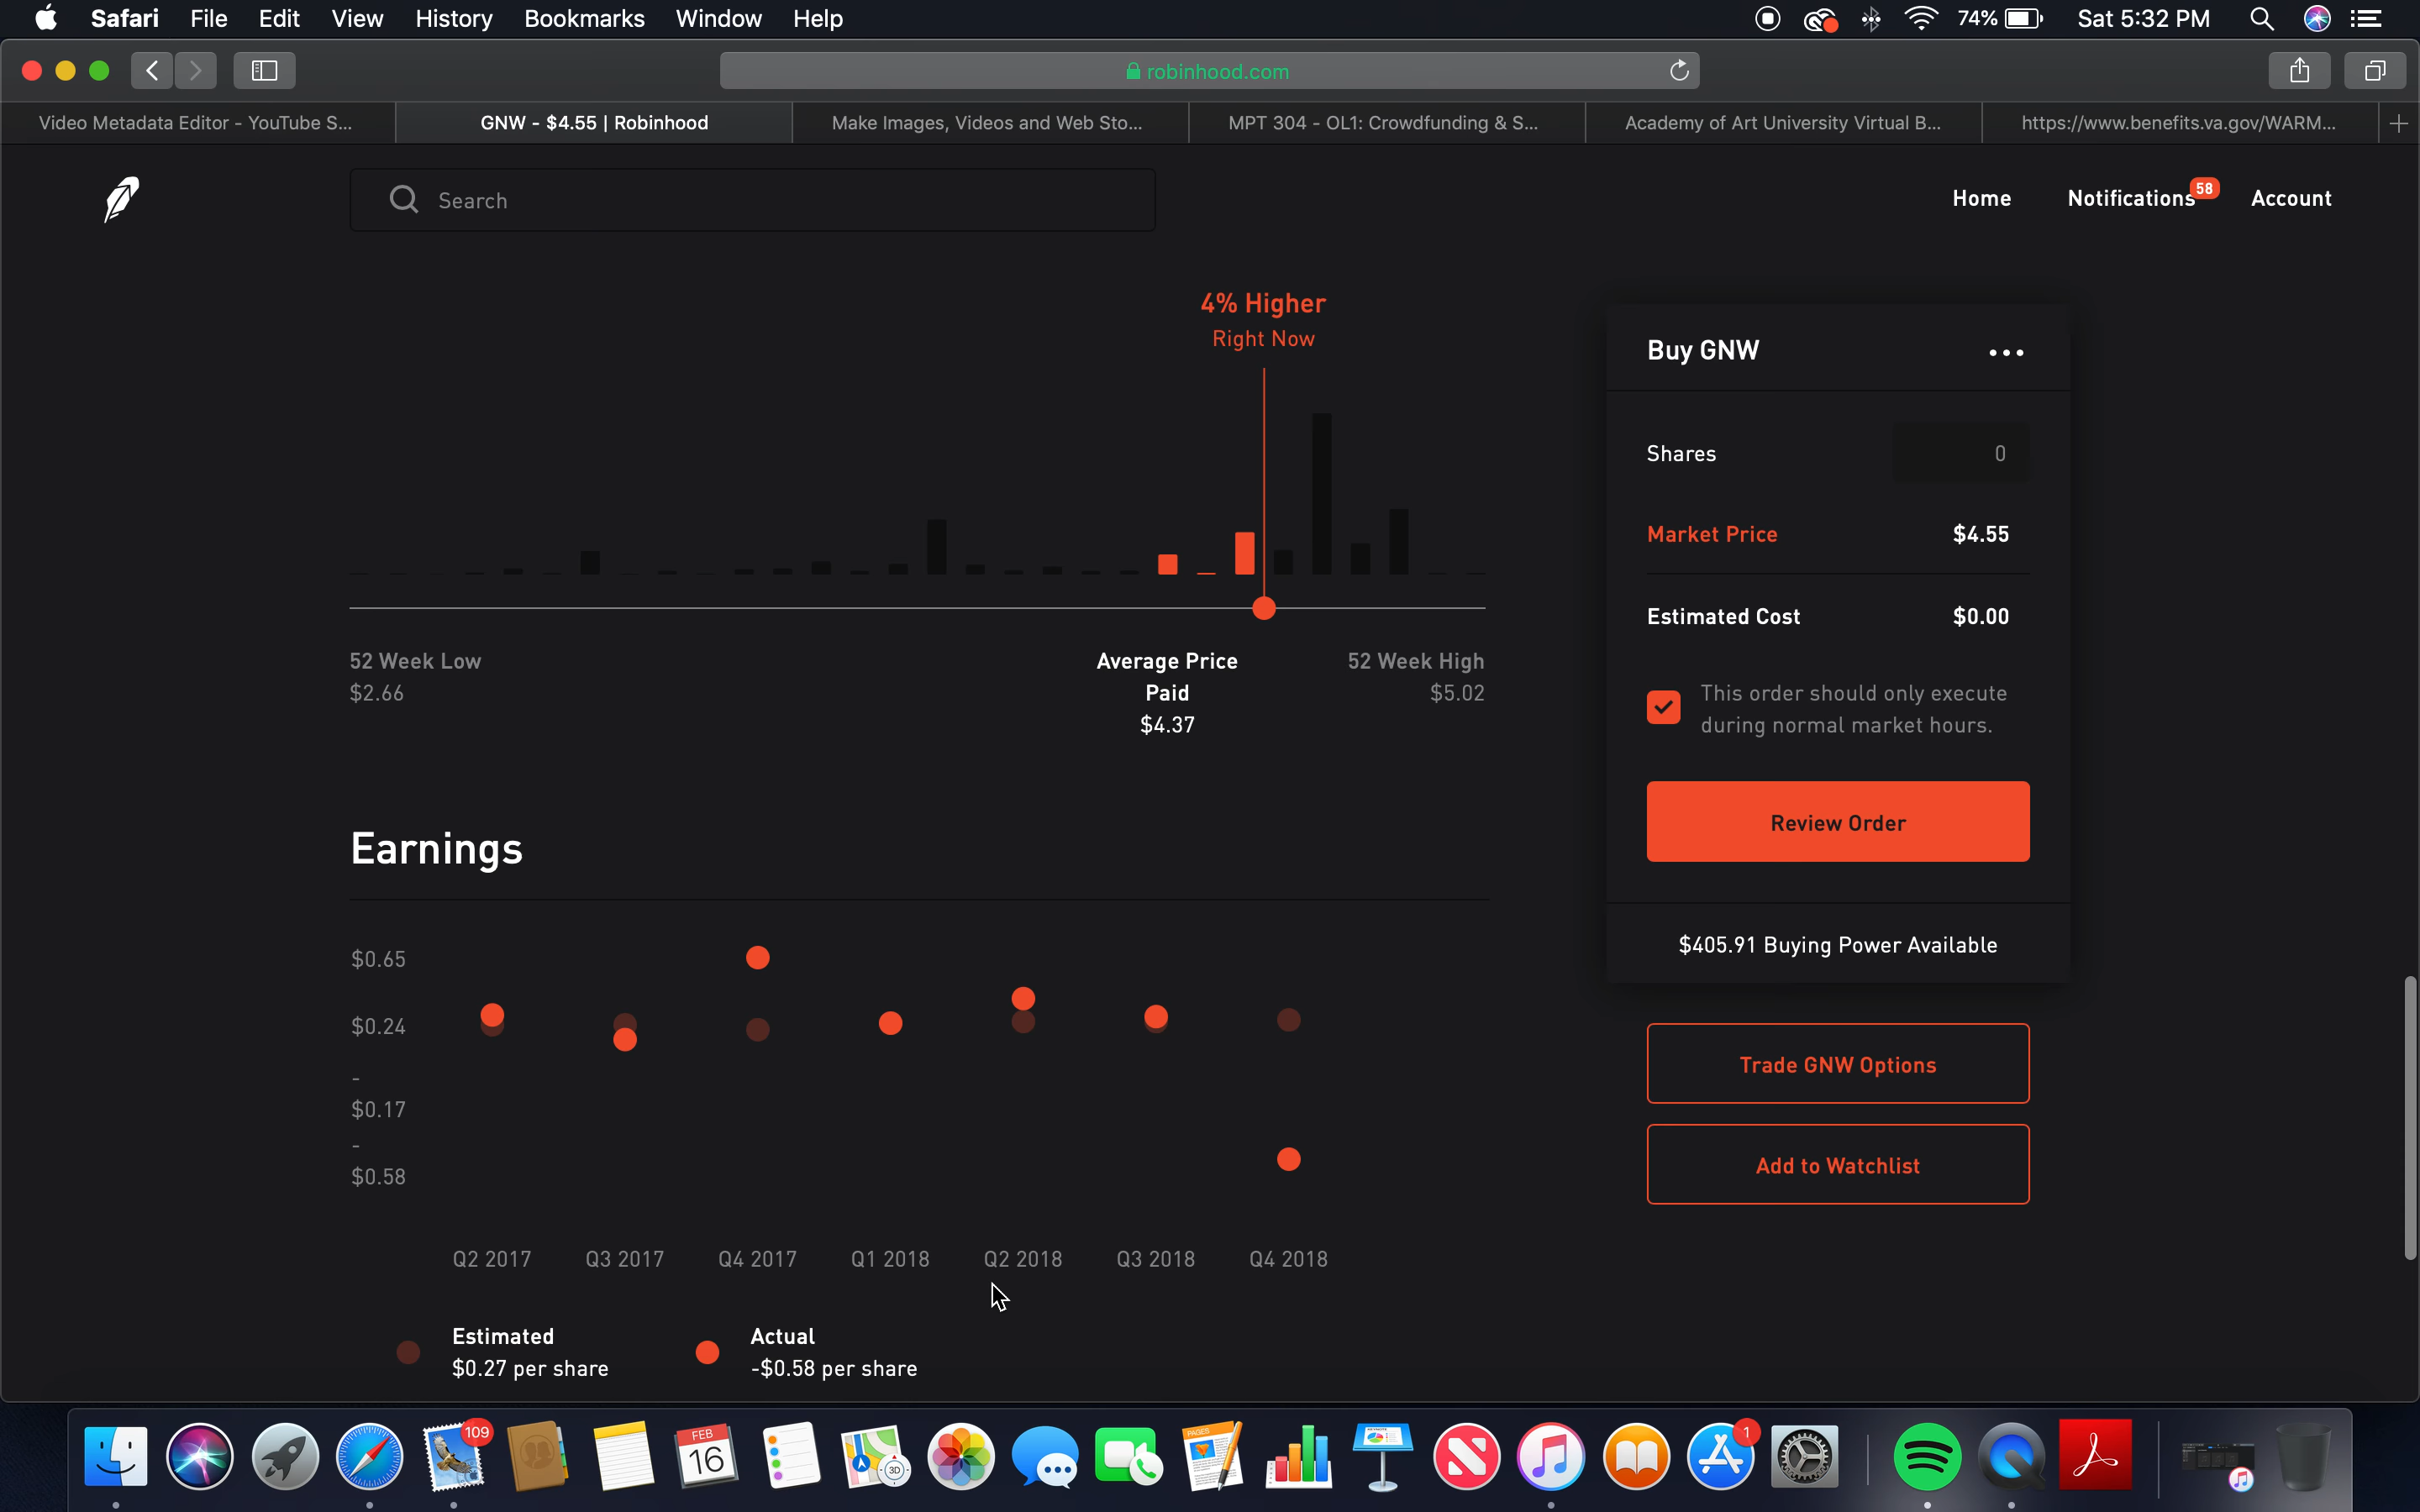 Safari File Edit View History Bookmarks Window Help 74% Sat 5:32 PM
robinhood.com
Video Metadata Editor - YouTube S... GNW - $4.55 | Robinhood Make Images, Videos and Web Sto... MPT 304 - OL1: Crowdfunding & S... Academy of Art University Virtual B... https://www.benefits.va.gov/WARM...
Search
Home Notifications 58 Account
4% Higher
Right Now
52 Week Low
$2.66
Average Price
Paid
$4.37
52 Week High
$5.02
Buy GNW
Shares 0
Market Price $4.55
Estimated Cost $0.00
This order should only execute
during normal market hours.
Review Order
$405.91 Buying Power Available
Trade GNW Options
Add to Watchlist
Earnings
$0.65
$0.24
-
$0.17
-
$0.58
Q2 2017 Q3 2017 Q4 2017 Q1 2018 Q2 2018 Q3 2018 Q4 2018
Estimated
$0.27 per share
Actual
-$0.58 per share
109
FEB
16
3D
PAGES
1